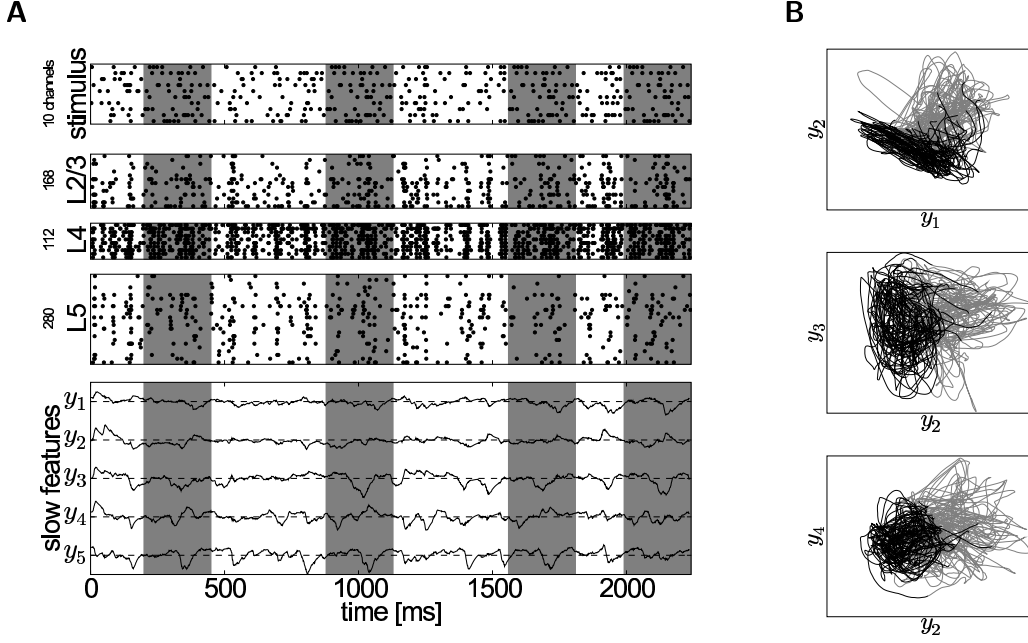 A
10 channels
stimulus
168
L2/3
112
L4
280
L5
slow features
y1
y2
y3
y4
y5
0 500 1000 1500 2000
time [ms]
B
y2
y1
y3
y2
y4
y2